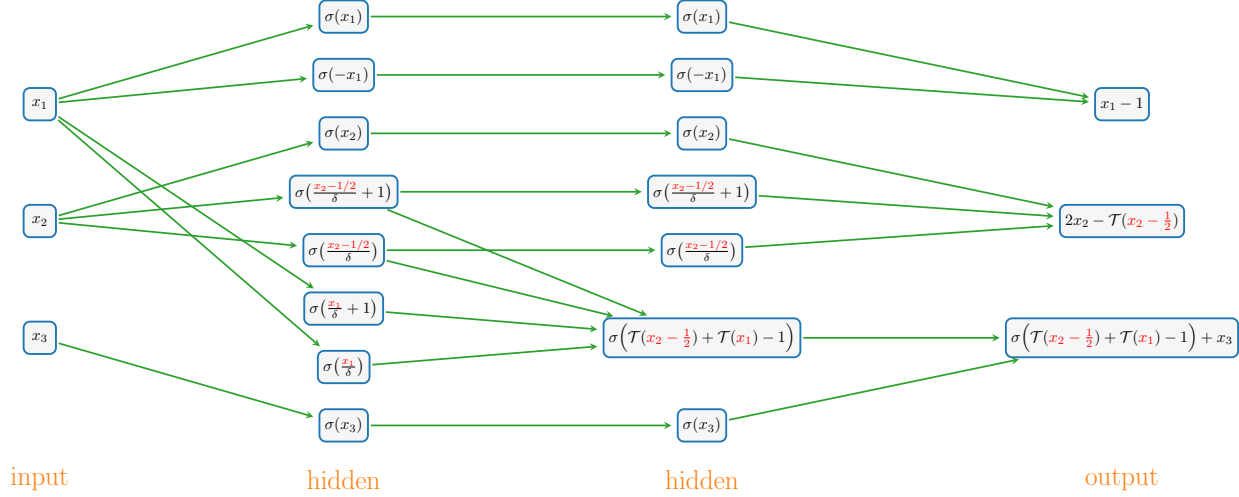 σ(x₁)
σ(x₁)
σ(−x₁)
σ(−x₁)
x₁
x₁ − 1
σ(x₂)
σ(x₂)
σ((x₂−1/2)/δ + 1)
σ((x₂−1/2)/δ + 1)
x₂
2x₂ − 𝒯(x₂ − 1/2)
σ((x₂−1/2)/δ)
σ((x₂−1/2)/δ)
σ(x₁/δ + 1)
x₃
σ(𝒯(x₂ − 1/2) + 𝒯(x₁) − 1)
σ(𝒯(x₂ − 1/2) + 𝒯(x₁) − 1) + x₃
σ(x₁/δ)
σ(x₃)
σ(x₃)
input
hidden
hidden
output